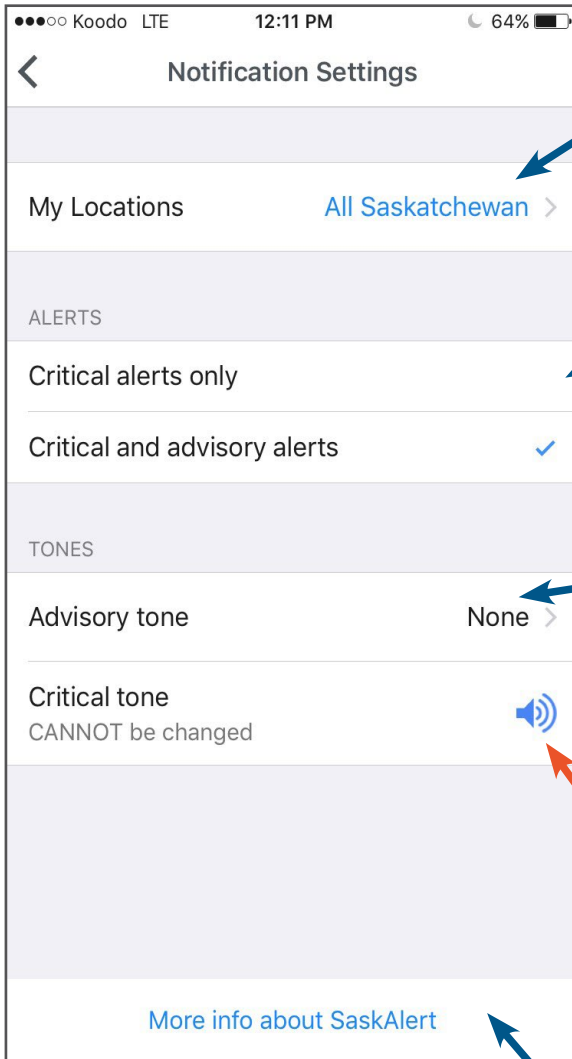 Koodo LTE 12:11 PM 64%
Notification Settings
My Locations All Saskatchewan
ALERTS
Critical alerts only
Critical and advisory alerts
TONES
Advisory tone None
Critical tone
CANNOT be changed
More info about SaskAlert